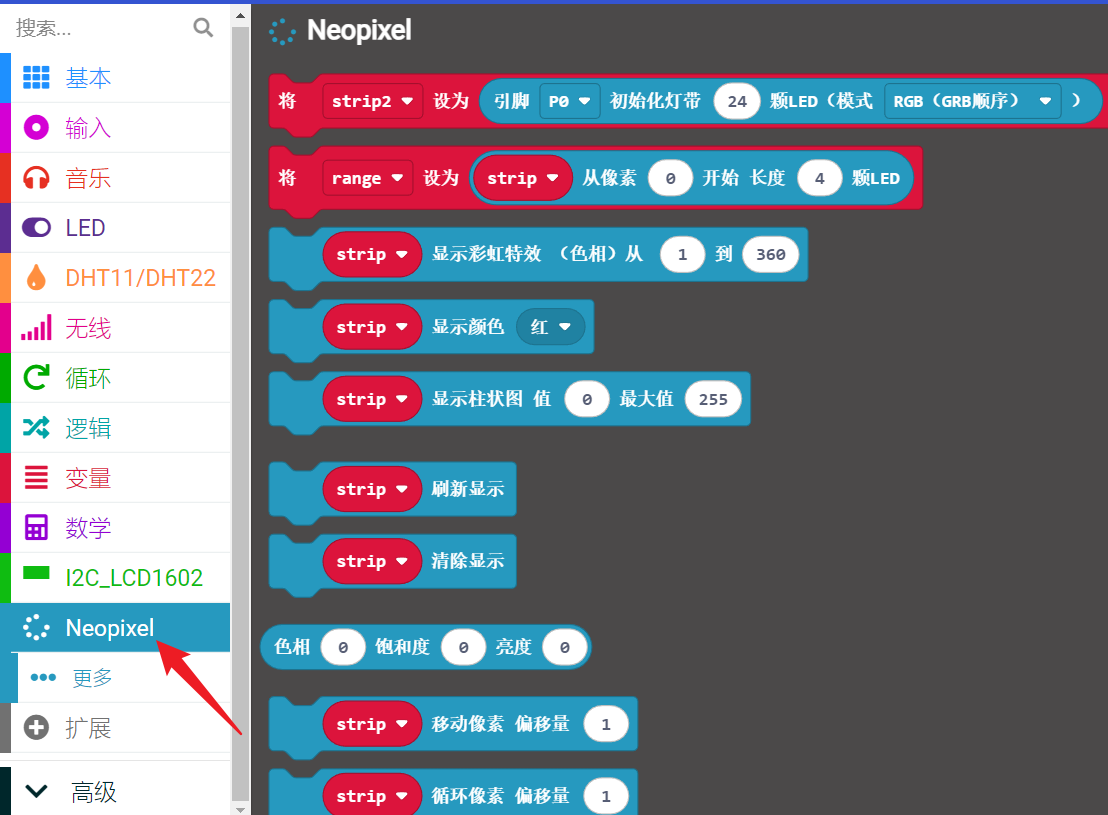 搜索...
基本
输入
音乐
LED
DHT11/DHT22
无线
循环
逻辑
变量
数学
I2C_LCD1602
Neopixel
更多
扩展
高级
Neopixel
将 strip2 设为 引脚 P0 初始化灯带 24 颗LED（模式 RGB（GRB顺序） ）
将 range 设为 strip 从像素 0 开始 长度 4 颗LED
strip 显示彩虹特效 （色相）从 1 到 360
strip 显示颜色 红
strip 显示柱状图 值 0 最大值 255
strip 刷新显示
strip 清除显示
色相 0 饱和度 0 亮度 0
strip 移动像素 偏移量 1
strip 循环像素 偏移量 1